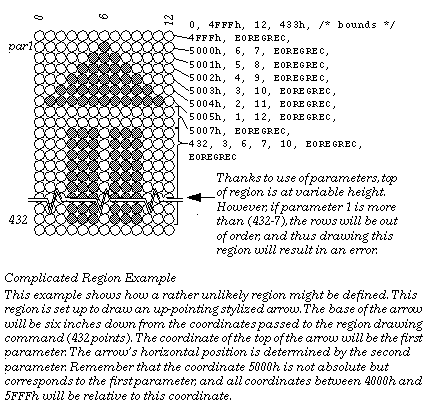 0 6 12
0, 4FFFh, 12, 433h, /* bounds */
par1
4FFFh, EOREGREC,
5000h, 6, 7, EOREGREC,
5001h, 5, 8, EOREGREC,
5002h, 4, 9, EOREGREC,
5003h, 3, 10, EOREGREC,
5004h, 2, 11, EOREGREC,
5005h, 1, 12, EOREGREC,
5007h, EOREGREC,
432, 3, 6, 7, 10, EOREGREC,
EOREGREC
Thanks to use of parameters, top
of region is at variable height.
However, if parameter 1 is more
than (432-7), the rows will be out
of order, and thus drawing this
region will result in an error.
432
Complicated Region Example
This example shows how a rather unlikely region might be defined. This
region is set up to draw an up-pointing stylized arrow. The base of the arrow
will be six inches down from the coordinates passed to the region drawing
command (432 points). The coordinate of the top of the arrow will be the first
parameter. The arrow's horizontal position is determined by the second
parameter. Remember that the coordinate 5000h is not absolute but
corresponds to the first parameter, and all coordinates between 4000h and
5FFFh will be relative to this coordinate.